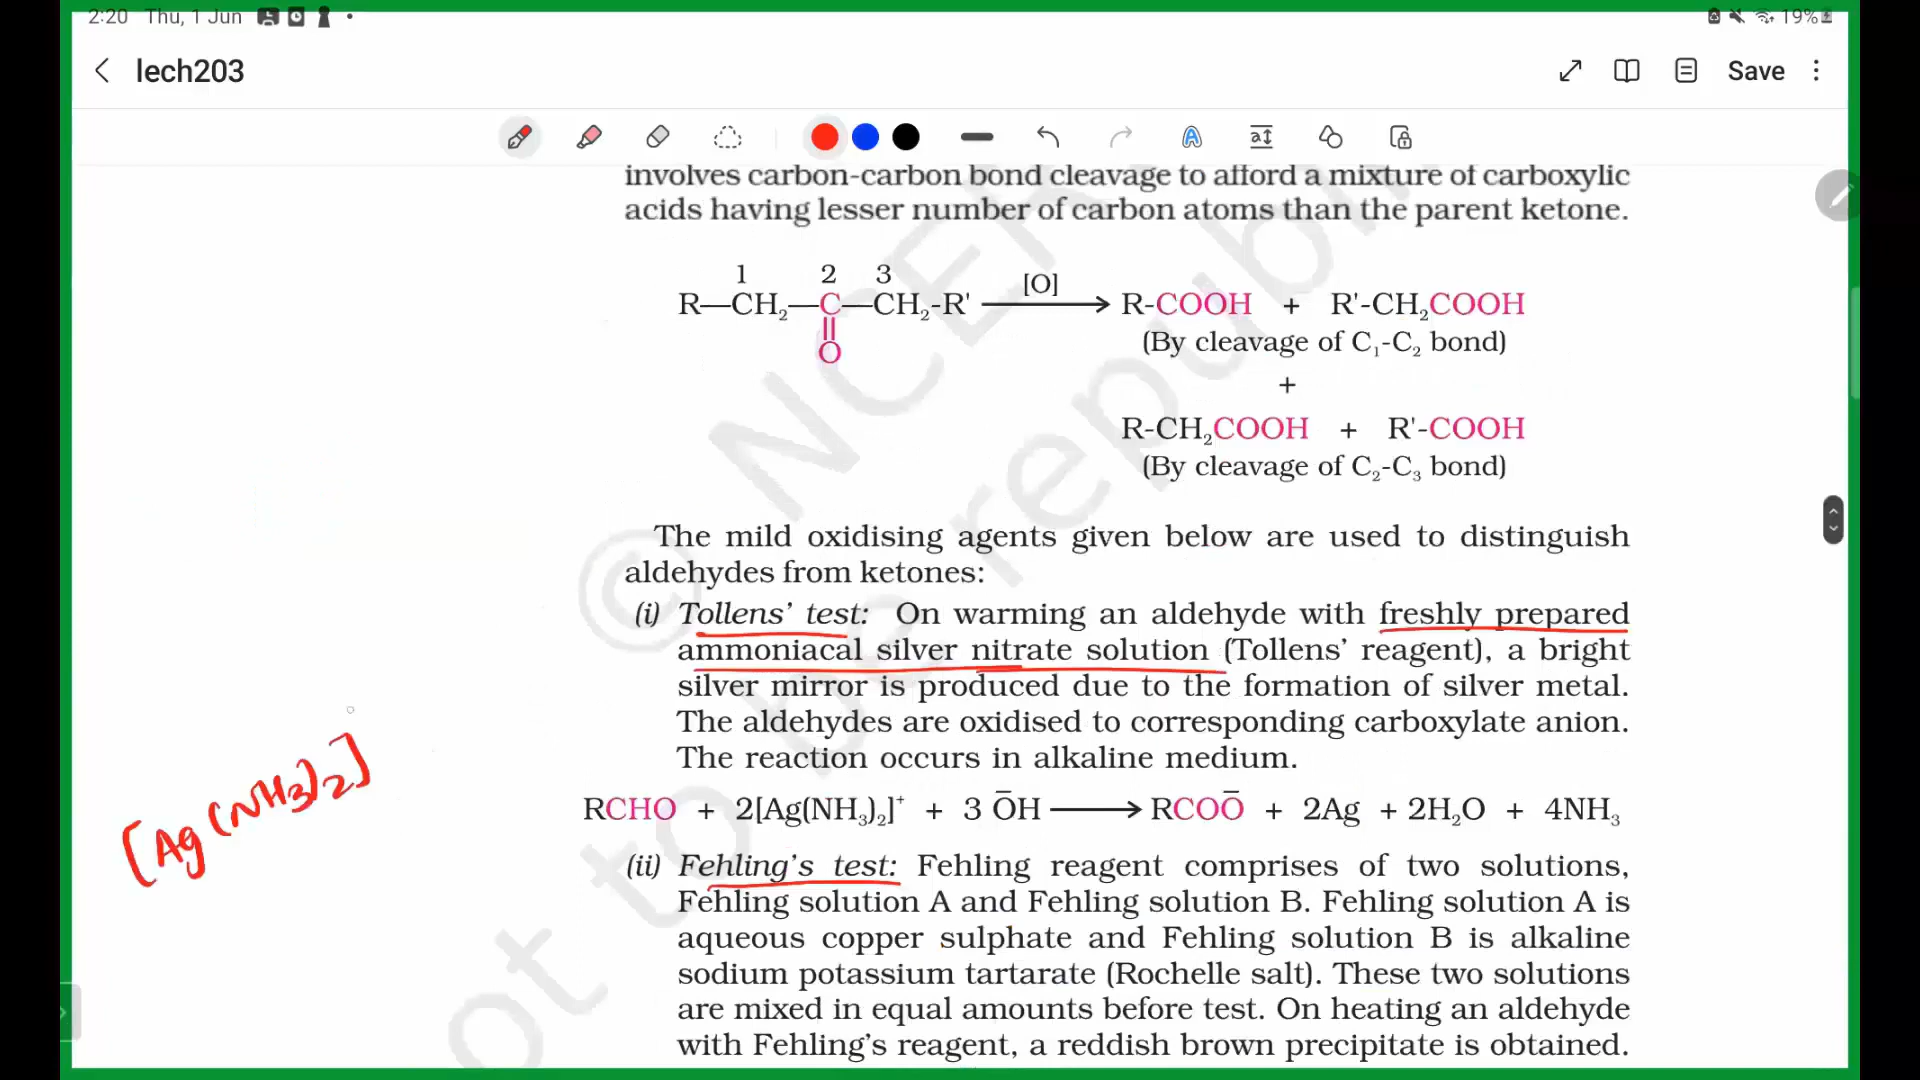 2:20 Thu, 1 Jun
19%
lech203
Save
involves carbon-carbon bond cleavage to afford a mixture of carboxylic
acids having lesser number of carbon atoms than the parent ketone.
1 2 3
R—CH₂—C—CH₂-R' [O] R-COOH + R'-CH₂COOH
O
(By cleavage of C₁-C₂ bond)
+
R-CH₂COOH + R'-COOH
(By cleavage of C₂-C₃ bond)
The mild oxidising agents given below are used to distinguish
aldehydes from ketones:
(i) Tollens' test: On warming an aldehyde with freshly prepared
ammoniacal silver nitrate solution (Tollens' reagent), a bright
silver mirror is produced due to the formation of silver metal.
The aldehydes are oxidised to corresponding carboxylate anion.
The reaction occurs in alkaline medium.
[Ag(NH3)2]
RCHO + 2[Ag(NH₃)₂]⁺ + 3 ŌH ⟶ RCOŌ + 2Ag + 2H₂O + 4NH₃
(ii) Fehling's test: Fehling reagent comprises of two solutions,
Fehling solution A and Fehling solution B. Fehling solution A is
aqueous copper sulphate and Fehling solution B is alkaline
sodium potassium tartarate (Rochelle salt). These two solutions
are mixed in equal amounts before test. On heating an aldehyde
with Fehling's reagent, a reddish brown precipitate is obtained.